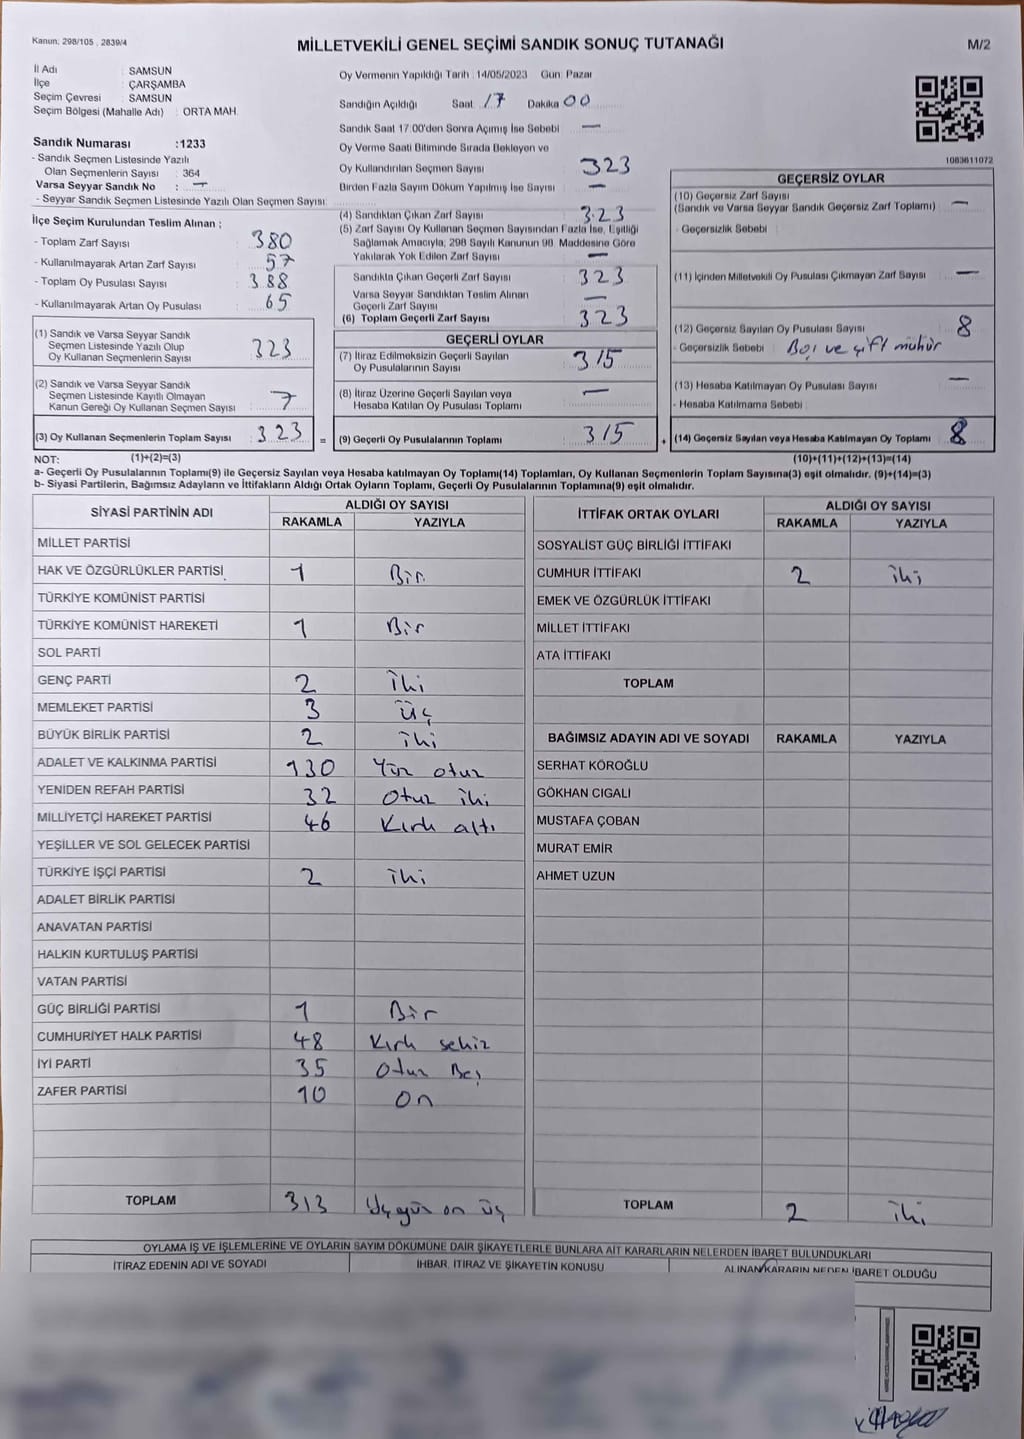 Kanun: 298/105 , 2839/4
MİLLETVEKİLİ GENEL SEÇİMİ SANDIK SONUÇ TUTANAĞI
M/2
İl Adı : SAMSUN
İlçe : ÇARŞAMBA
Seçim Çevresi : SAMSUN
Seçim Bölgesi (Mahalle Adı) : ORTA MAH.
Oy Vermenin Yapıldığı Tarih : 14/05/2023 Gün: Pazar
Sandığın Açıldığı Saat 17 Dakika 00
Sandık Saat 17:00'den Sonra Açımış İse Sebebi —
Sandık Numarası :1233
- Sandık Seçmen Listesinde Yazılı
Olan Seçmenlerin Sayısı : 364
Varsa Seyyar Sandık No : —
- Seyyar Sandık Seçmen Listesinde Yazılı Olan Seçmen Sayısı:
Oy Verme Saati Bitiminde Sırada Bekleyen ve
Oy Kullandırılan Seçmen Sayısı 323
Birden Fazla Sayım Döküm Yapılmış İse Sayısı —
1083611072
İlçe Seçim Kurulundan Teslim Alınan ;
- Toplam Zarf Sayısı 380
- Kullanılmayarak Artan Zarf Sayısı 57
- Toplam Oy Pusulası Sayısı 388
- Kullanılmayarak Artan Oy Pusulası 65
(1) Sandık ve Varsa Seyyar Sandık
Seçmen Listesinde Yazılı Olup
Oy Kullanan Seçmenlerin Sayısı 323
(2) Sandık ve Varsa Seyyar Sandık
Seçmen Listesinde Kayıtlı Olmayan
Kanun Gereği Oy Kullanan Seçmen Sayısı 7
(3) Oy Kullanan Seçmenlerin Toplam Sayısı : 323 =
(4) Sandıktan Çıkan Zarf Sayısı 323
(5) Zarf Sayısı Oy Kullanan Seçmen Sayısından Fazla İse, Eşitliği
Sağlamak Amacıyla, 298 Sayılı Kanunun 98. Maddesine Göre
Yakılarak Yok Edilen Zarf Sayısı —
Sandıkta Çıkan Geçerli Zarf Sayısı 323
Varsa Seyyar Sandıktan Teslim Alınan
Geçerli Zarf Sayısı —
(6) Toplam Geçerli Zarf Sayısı 323
GEÇERLİ OYLAR
(7) İtiraz Edilmeksizin Geçerli Sayılan
Oy Pusulalarının Sayısı 315
(8) İtiraz Üzerine Geçerli Sayılan veya
Hesaba Katılan Oy Pusulası Toplamı —
(9) Geçerli Oy Pusulalarının Toplamı : 315 +
GEÇERSİZ OYLAR
(10) Geçersiz Zarf Sayısı
(Sandık ve Varsa Seyyar Sandık Geçersiz Zarf Toplamı) —
- Geçersizlik Sebebi :
(11) İçinden Milletvekili Oy Pusulası Çıkmayan Zarf Sayısı —
(12) Geçersiz Sayılan Oy Pusulası Sayısı 8
- Geçersizlik Sebebi : Boş ve çift mühür
(13) Hesaba Katılmayan Oy Pusulası Sayısı —
- Hesaba Katılmama Sebebi :
(14) Geçersiz Sayılan veya Hesaba Katılmayan Oy Toplamı 8
NOT: (1)+(2)=(3) (10)+(11)+(12)+(13)=(14)
a- Geçerli Oy Pusulalarının Toplamı(9) ile Geçersiz Sayılan veya Hesaba katılmayan Oy Toplamı(14) Toplamları, Oy Kullanan Seçmenlerin Toplam Sayısına(3) eşit olmalıdır. (9)+(14)=(3)
b- Siyasi Partilerin, Bağımsız Adayların ve İttifakların Aldığı Ortak Oyların Toplamı, Geçerli Oy Pusulalarının Toplamına(9) eşit olmalıdır.
SİYASİ PARTİNİN ADI ALDIĞI OY SAYISI
RAKAMLA YAZIYLA
MİLLET PARTİSİ
HAK VE ÖZGÜRLÜKLER PARTİSİ 1 Bir
TÜRKİYE KOMÜNİST PARTİSİ
TÜRKİYE KOMÜNİST HAREKETİ 1 Bir
SOL PARTİ
GENÇ PARTİ 2 İki
MEMLEKET PARTİSİ 3 üç
BÜYÜK BİRLİK PARTİSİ 2 iki
ADALET VE KALKINMA PARTİSİ 130 Yüz otuz
YENİDEN REFAH PARTİSİ 32 Otuz iki
MİLLİYETÇİ HAREKET PARTİSİ 46 Kırk altı
YEŞİLLER VE SOL GELECEK PARTİSİ
TÜRKİYE İŞÇİ PARTİSİ 2 iki
ADALET BİRLİK PARTİSİ
ANAVATAN PARTİSİ
HALKIN KURTULUŞ PARTİSİ
VATAN PARTİSİ
GÜÇ BİRLİĞİ PARTİSİ 1 Bir
CUMHURİYET HALK PARTİSİ 48 Kırk sekiz
İYİ PARTİ 35 Otuz Beş
ZAFER PARTİSİ 10 on
TOPLAM 313 Üçyüz on üç
İTTİFAK ORTAK OYLARI ALDIĞI OY SAYISI
RAKAMLA YAZIYLA
SOSYALİST GÜÇ BİRLİĞİ İTTİFAKI
CUMHUR İTTİFAKI 2 iki
EMEK VE ÖZGÜRLÜK İTTİFAKI
MİLLET İTTİFAKI
ATA İTTİFAKI
TOPLAM
BAĞIMSIZ ADAYIN ADI VE SOYADI RAKAMLA YAZIYLA
SERHAT KÖROĞLU
GÖKHAN CIGALI
MUSTAFA ÇOBAN
MURAT EMİR
AHMET UZUN
TOPLAM 2 iki
OYLAMA İŞ VE İŞLEMLERİNE VE OYLARIN SAYIM DÖKÜMÜNE DAİR ŞİKAYETLERLE BUNLARA AİT KARARLARIN NELERDEN İBARET BULUNDUKLARI
İTİRAZ EDENİN ADI VE SOYADI İHBAR, İTİRAZ VE ŞİKAYETİN KONUSU ALINAN KARARIN NEDEN İBARET OLDUĞU